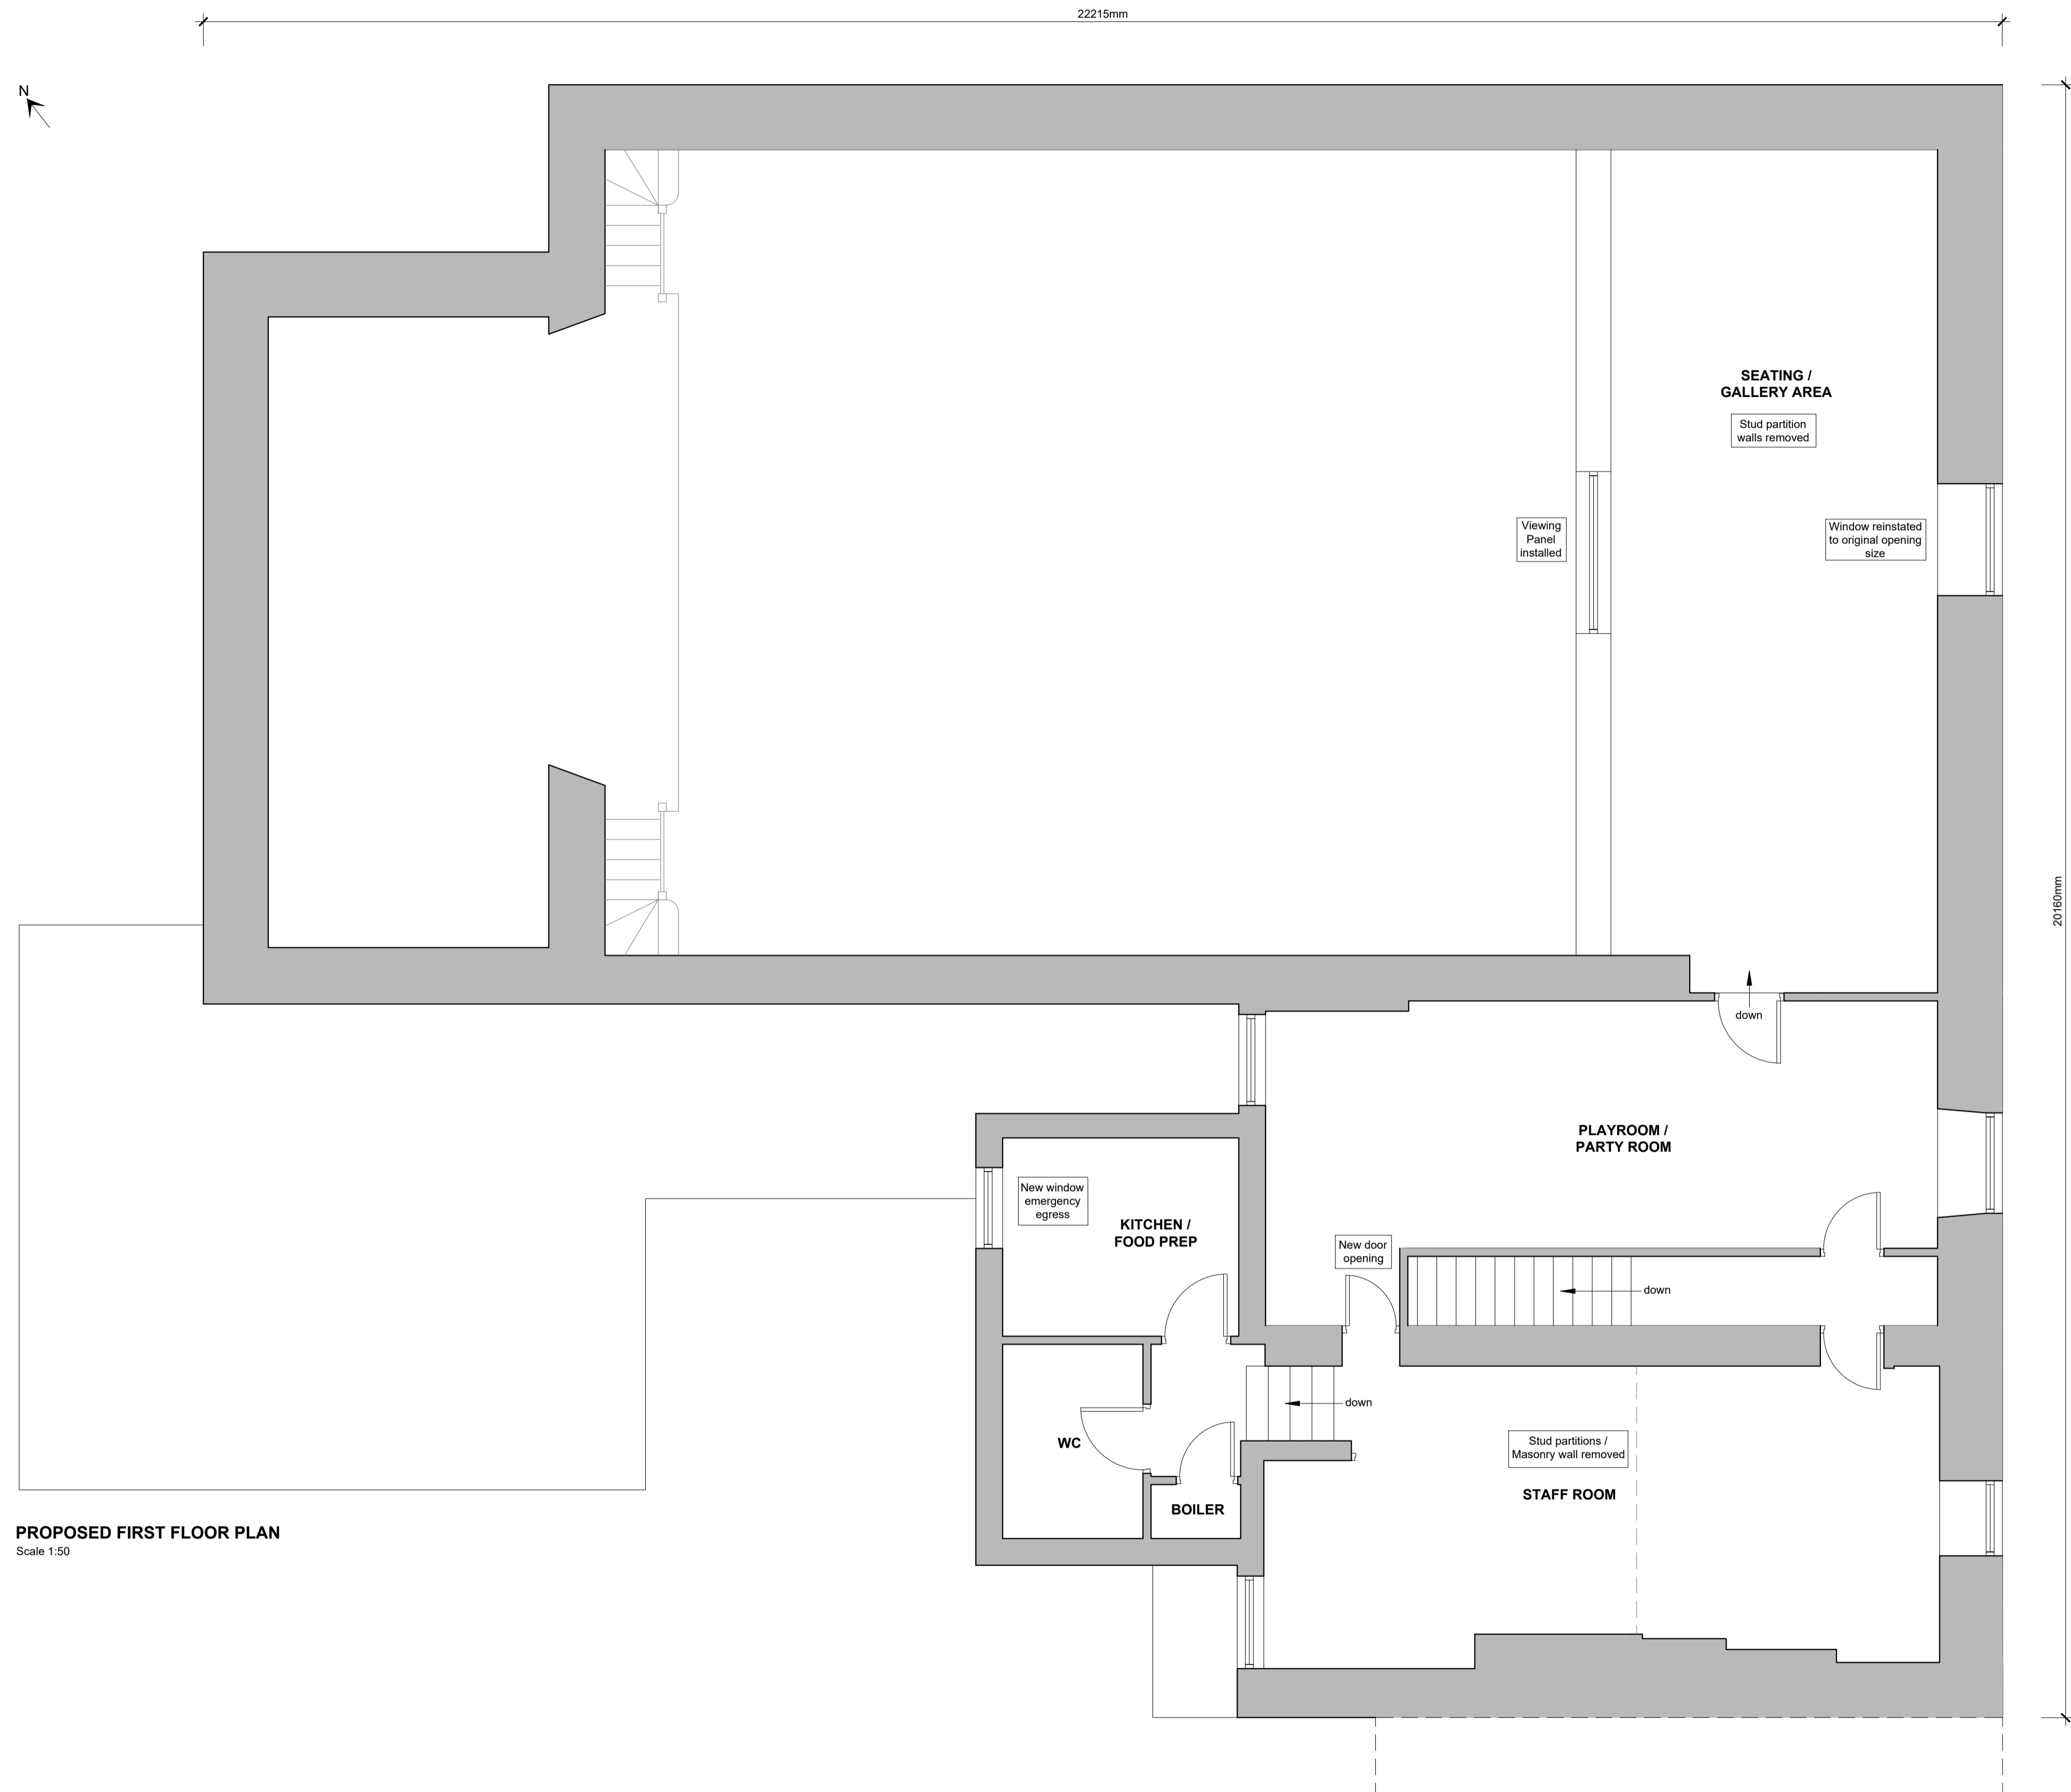 22215mm
N
SEATING /
GALLERY AREA
Stud partition
walls removed
Viewing
Panel
installed
Window reinstated
to original opening
size
20160mm
down
PLAYROOM /
PARTY ROOM
New window
emergency
egress
KITCHEN /
FOOD PREP
New door
opening
down
down
WC
Stud partitions /
Masonry wall removed
STAFF ROOM
BOILER
PROPOSED FIRST FLOOR PLAN
Scale 1:50